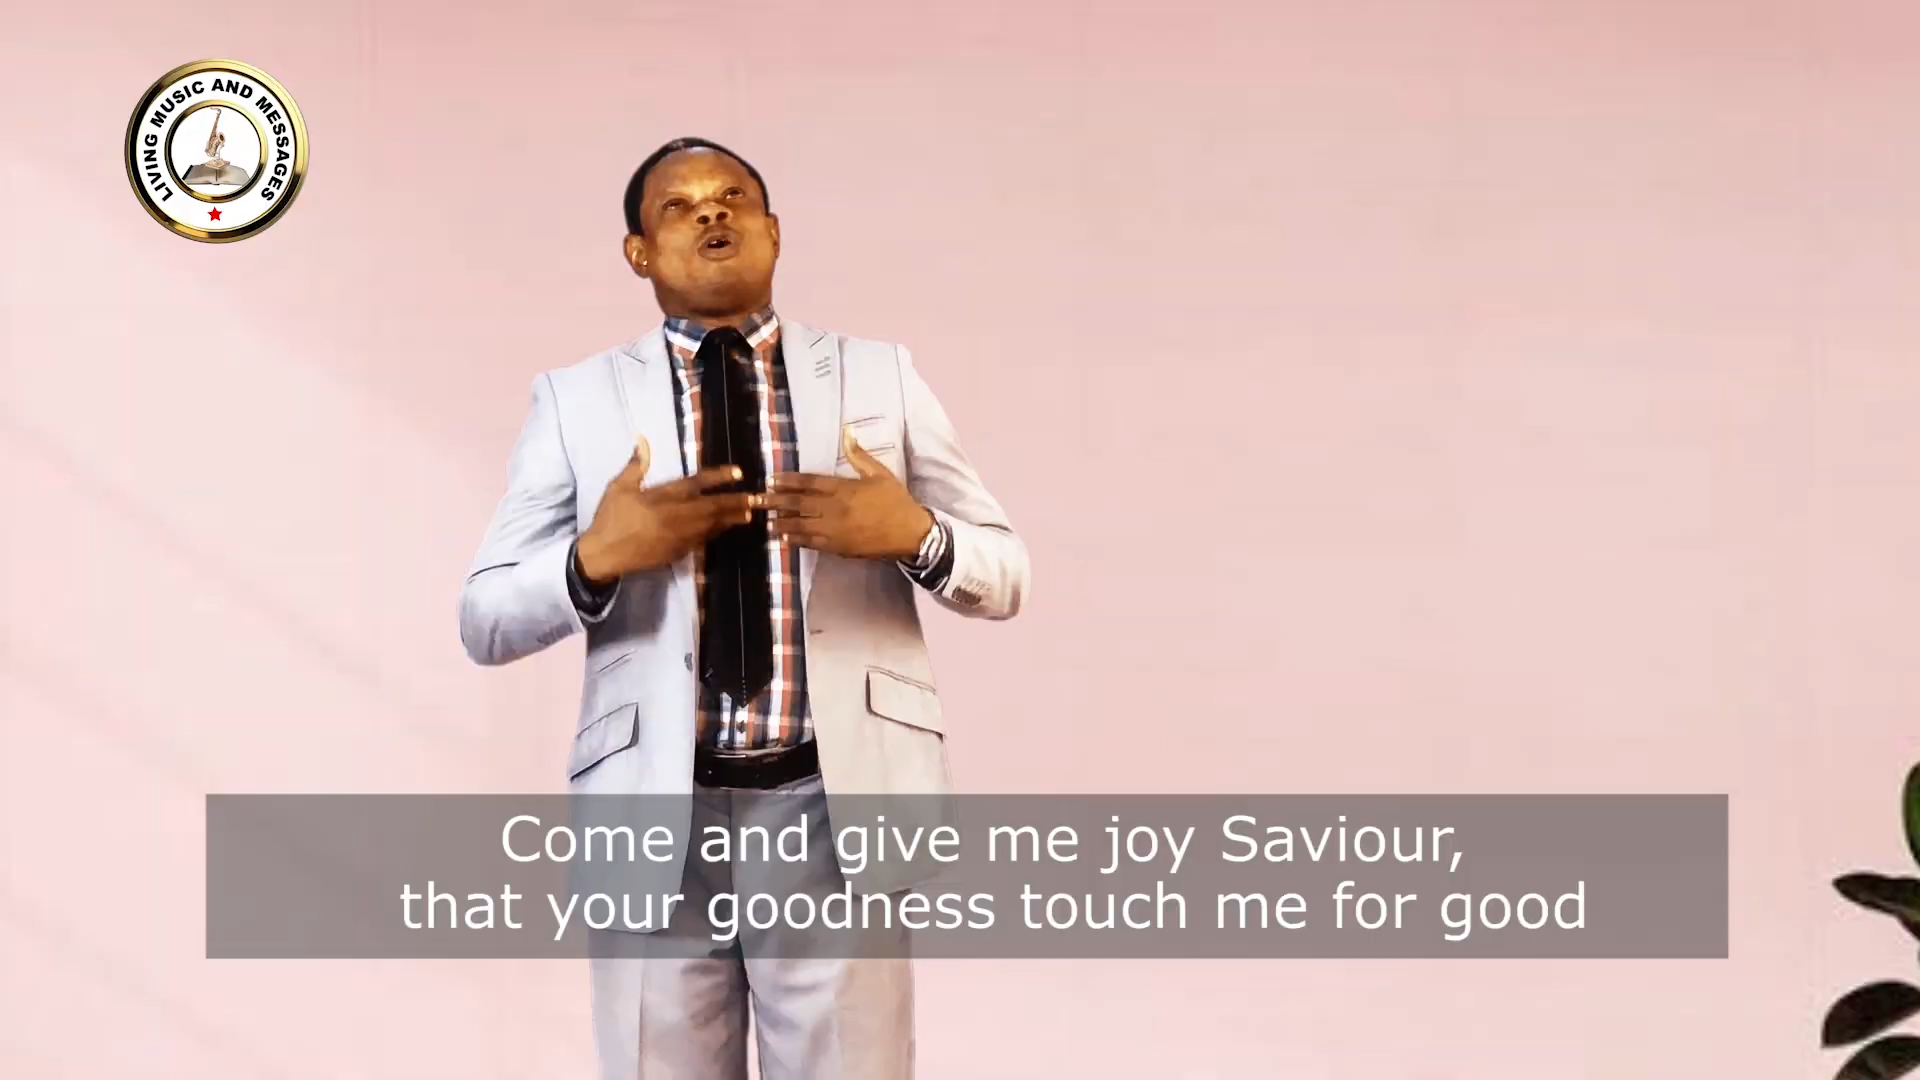 LIVING MUSIC AND MESSAGES
Come and give me joy Saviour,
that your goodness touch me for good